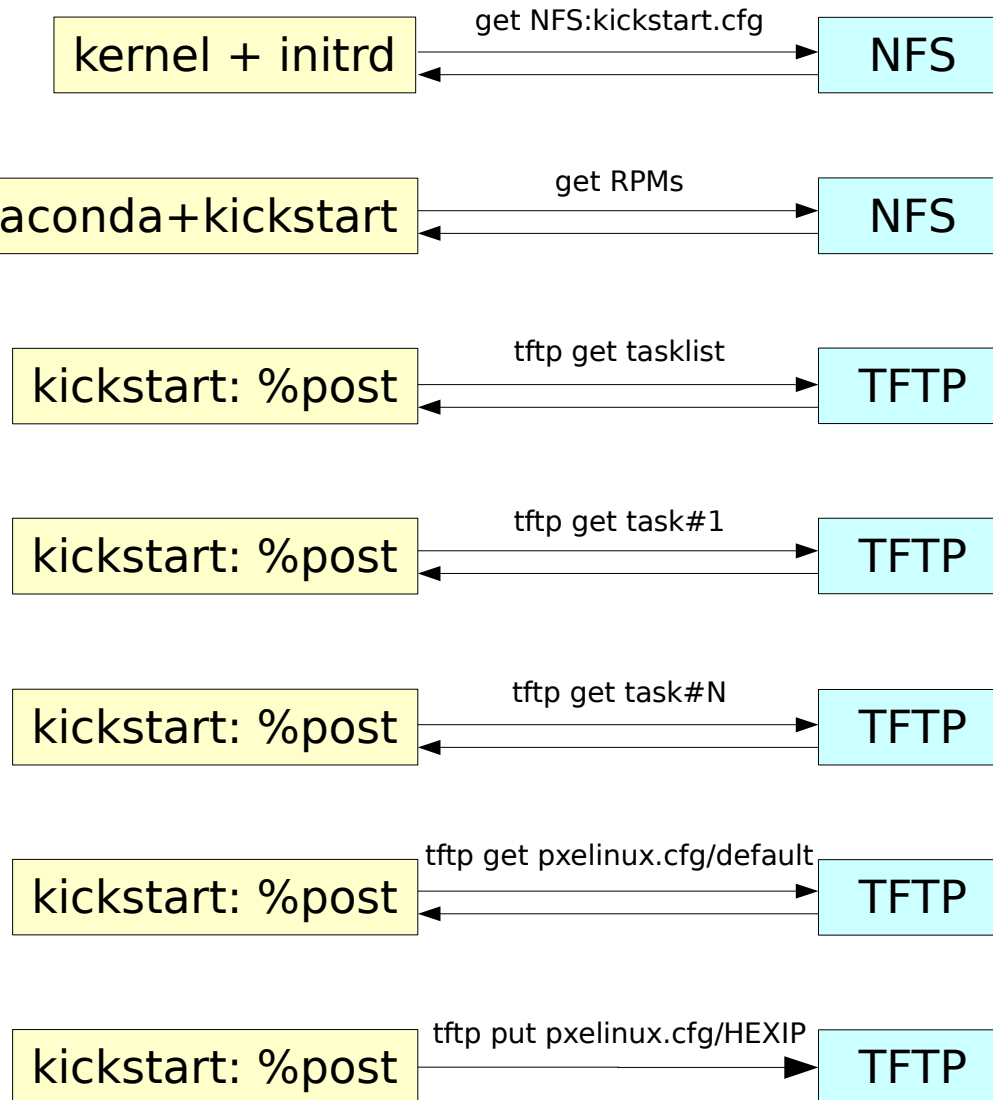 get NFS:kickstart.cfg
kernel + initrd
NFS
get RPMs
aconda+kickstart
NFS
tftp get tasklist
kickstart: %post
TFTP
tftp get task#1
kickstart: %post
TFTP
tftp get task#N
kickstart: %post
TFTP
tftp get pxelinux.cfg/default
kickstart: %post
TFTP
tftp put pxelinux.cfg/HEXIP
kickstart: %post
TFTP